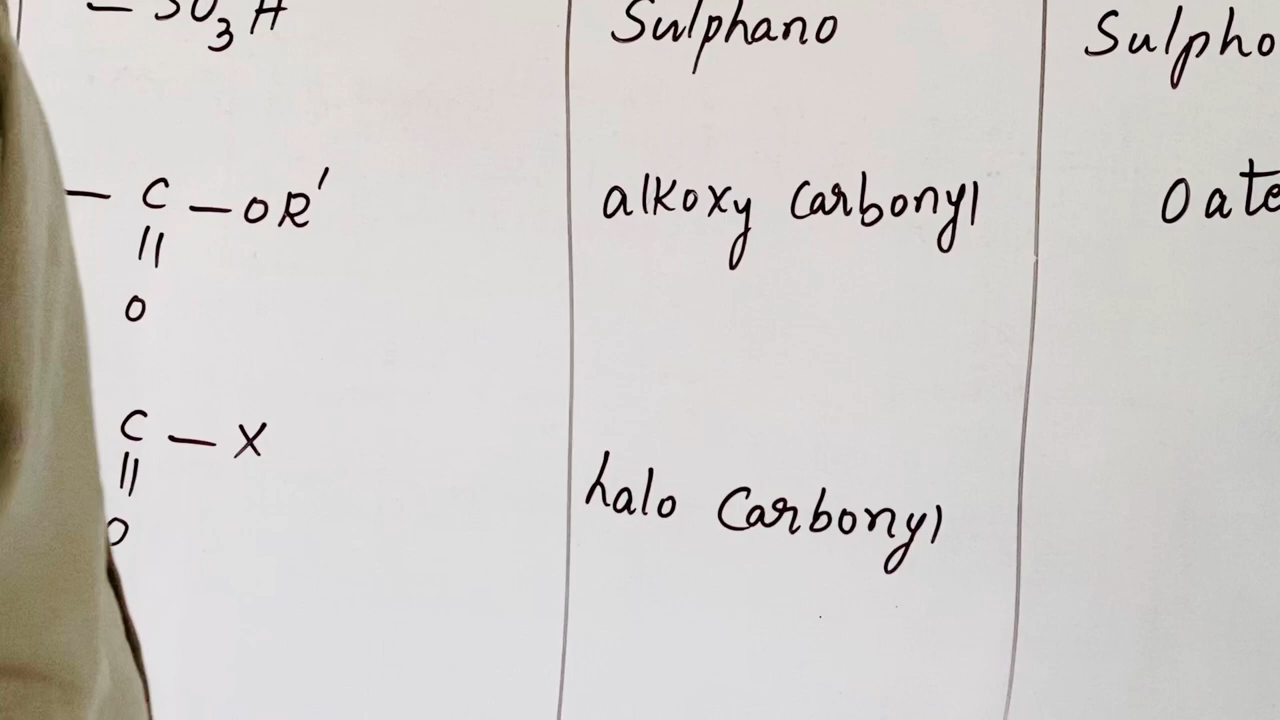 — SO3H Sulphano Sulpho
— C — OR' alkoxy carbonyl Oate
||
O
C — X
||
O
halo Carbonyl